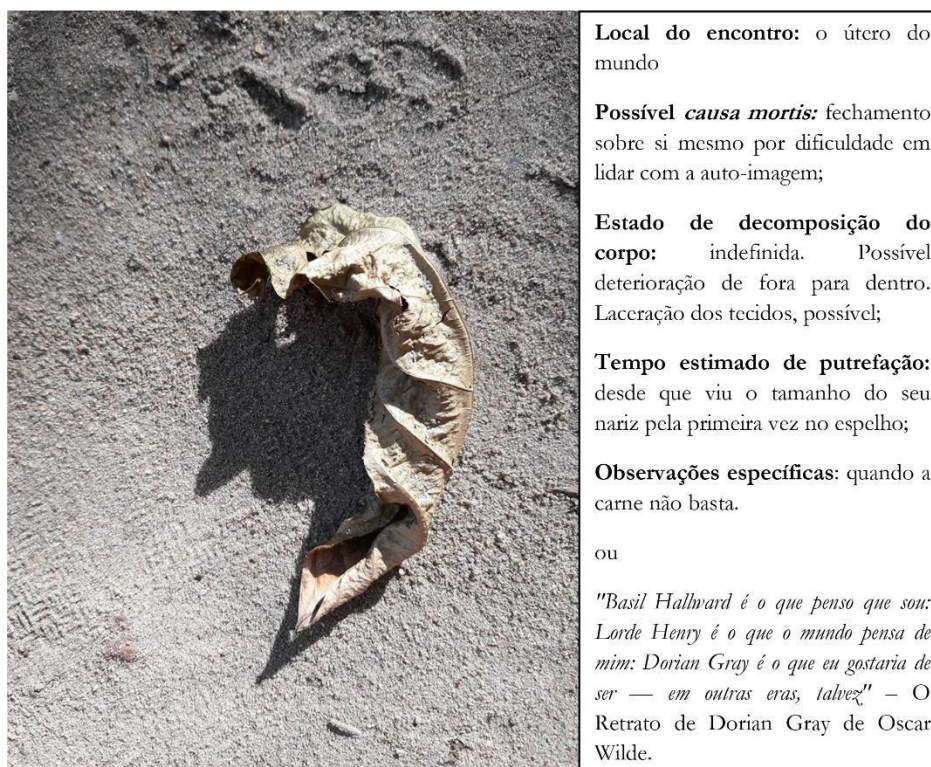 Local do encontro: o útero do
mundo
Possível causa mortis: fechamento
sobre si mesmo por dificuldade em
lidar com a auto-imagem;
Estado de decomposição do
corpo: indefinida. Possível
deterioração de fora para dentro.
Laceração dos tecidos, possível;
Tempo estimado de putrefação:
desde que viu o tamanho do seu
nariz pela primeira vez no espelho;
Observações específicas: quando a
carne não basta.
ou
"Basil Hallward é o que penso que sou:
Lorde Henry é o que o mundo pensa de
mim: Dorian Gray é o que eu gostaria de
ser — em outras eras, talvez" – O
Retrato de Dorian Gray de Oscar
Wilde.